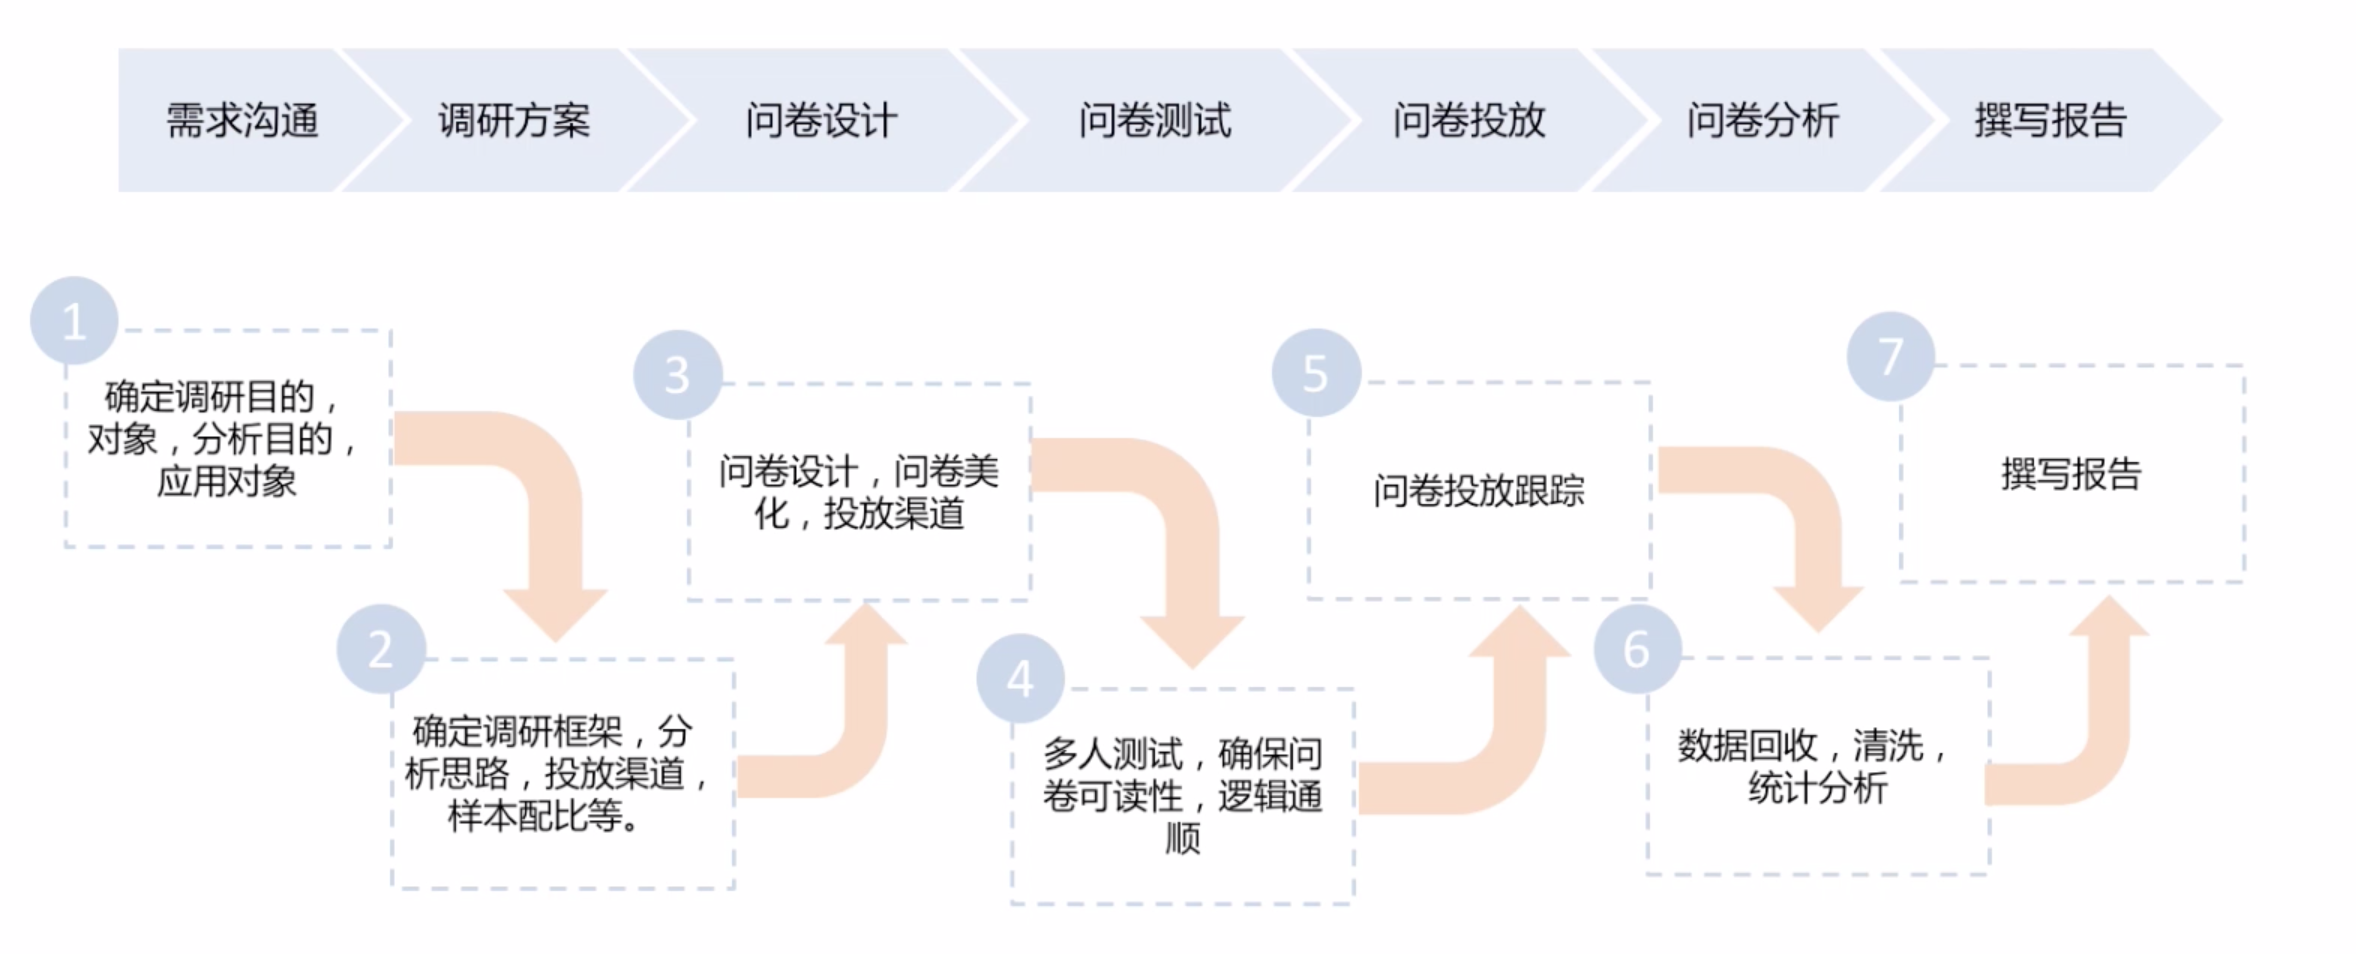 需求沟通
调研方案
问卷设计
问卷测试
问卷投放
问卷分析
撰写报告
1
确定调研目的，
对象，分析目的，
应用对象
2
确定调研框架，分
析思路，投放渠道，
样本配比等。
3
问卷设计，问卷美
化，投放渠道
4
多人测试，确保问
卷可读性，逻辑通
顺
5
问卷投放跟踪
6
数据回收，清洗，
统计分析
7
撰写报告